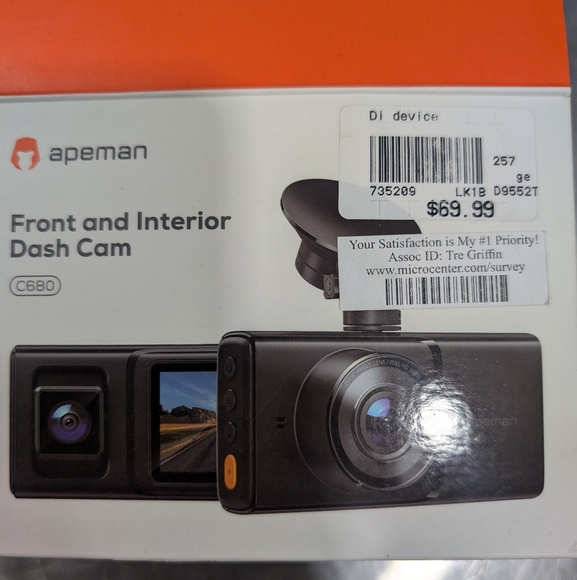 apeman
Front and Interior
Dash Cam
C680
Di device
257
ge
735209 LK1B D9552T
$69.99
Your Satisfaction is My #1 Priority!
Assoc ID: Tre Griffin
www.microcenter.com/survey
apeman